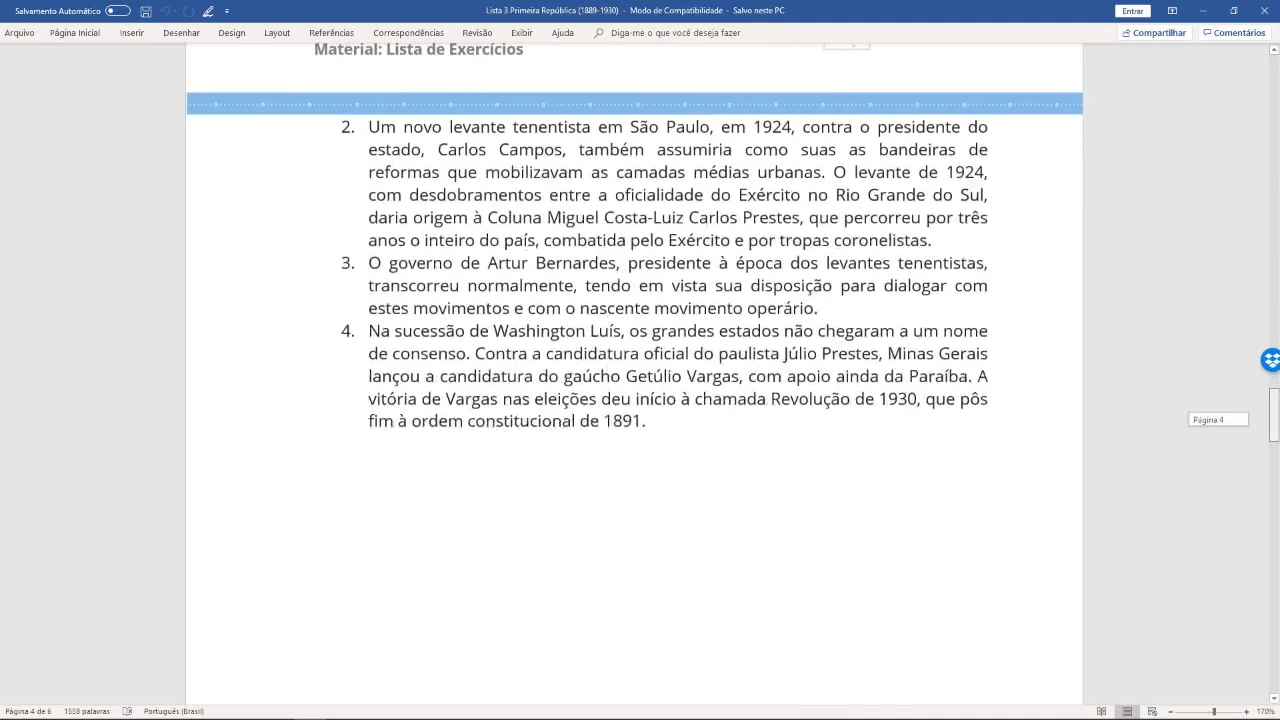 Salvamento Automático
Lista 3 Primeira República (1889-1930) - Modo de Compatibilidade - Salvo neste PC
Entrar
Arquivo Página Inicial Inserir Desenhar Design Layout Referências Correspondências Revisão Exibir Ajuda Diga-me o que você deseja fazer Compartilhar Comentários
Material: Lista de Exercícios
2. Um novo levante tenentista em São Paulo, em 1924, contra o presidente do
estado, Carlos Campos, também assumiria como suas as bandeiras de
reformas que mobilizavam as camadas médias urbanas. O levante de 1924,
com desdobramentos entre a oficialidade do Exército no Rio Grande do Sul,
daria origem à Coluna Miguel Costa-Luiz Carlos Prestes, que percorreu por três
anos o inteiro do país, combatida pelo Exército e por tropas coronelistas.
3. O governo de Artur Bernardes, presidente à época dos levantes tenentistas,
transcorreu normalmente, tendo em vista sua disposição para dialogar com
estes movimentos e com o nascente movimento operário.
4. Na sucessão de Washington Luís, os grandes estados não chegaram a um nome
de consenso. Contra a candidatura oficial do paulista Júlio Prestes, Minas Gerais
lançou a candidatura do gaúcho Getúlio Vargas, com apoio ainda da Paraíba. A
vitória de Vargas nas eleições deu início à chamada Revolução de 1930, que pôs
fim à ordem constitucional de 1891.
Página 4
Página 4 de 6 1558 palavras Português (Brasil) 170%